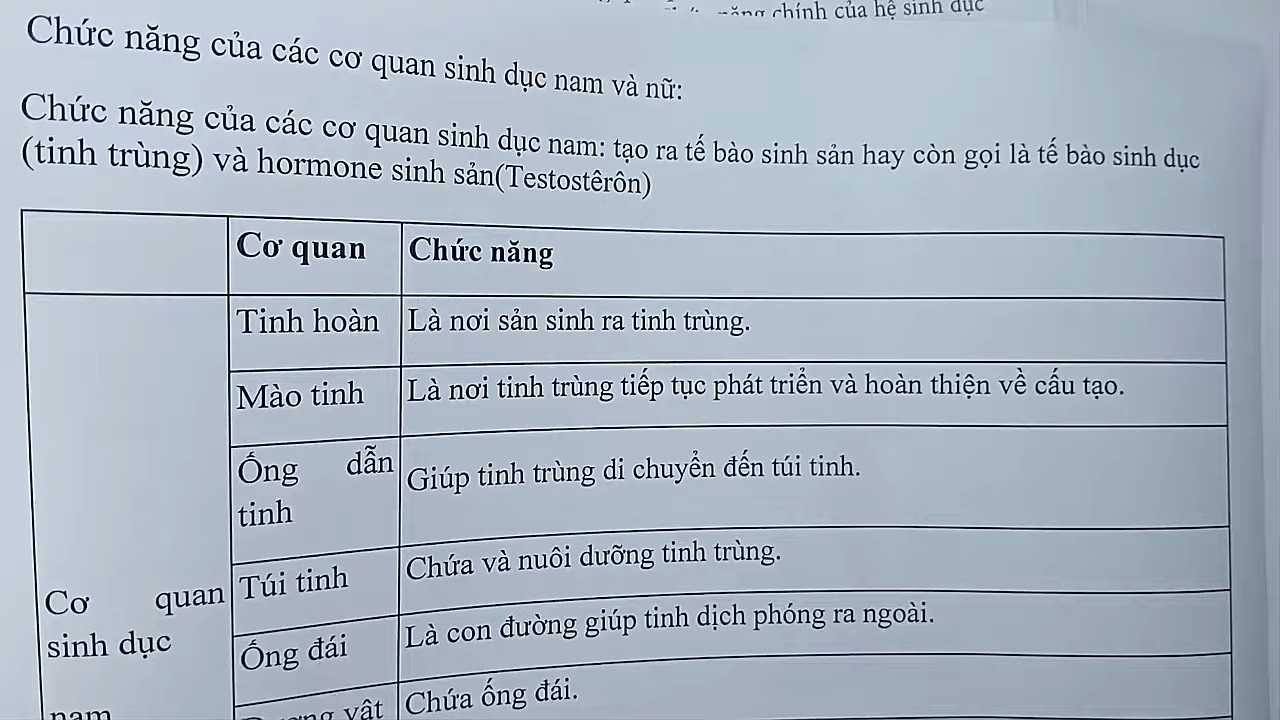 chính của hệ sinh dục
Chức năng của các cơ quan sinh dục nam và nữ:
Chức năng của các cơ quan sinh dục nam: tạo ra tế bào sinh sản hay còn gọi là tế bào sinh dục
(tinh trùng) và hormone sinh sản(Testostêrôn)
Cơ quan Chức năng
Tinh hoàn Là nơi sản sinh ra tinh trùng.
Mào tinh Là nơi tinh trùng tiếp tục phát triển và hoàn thiện về cấu tạo.
Ống dẫn
tinh
Giúp tinh trùng di chuyển đến túi tinh.
Túi tinh Chứa và nuôi dưỡng tinh trùng.
Cơ quan
sinh dục
nam
Ống đái Là con đường giúp tinh dịch phóng ra ngoài.
vật Chứa ống đái.